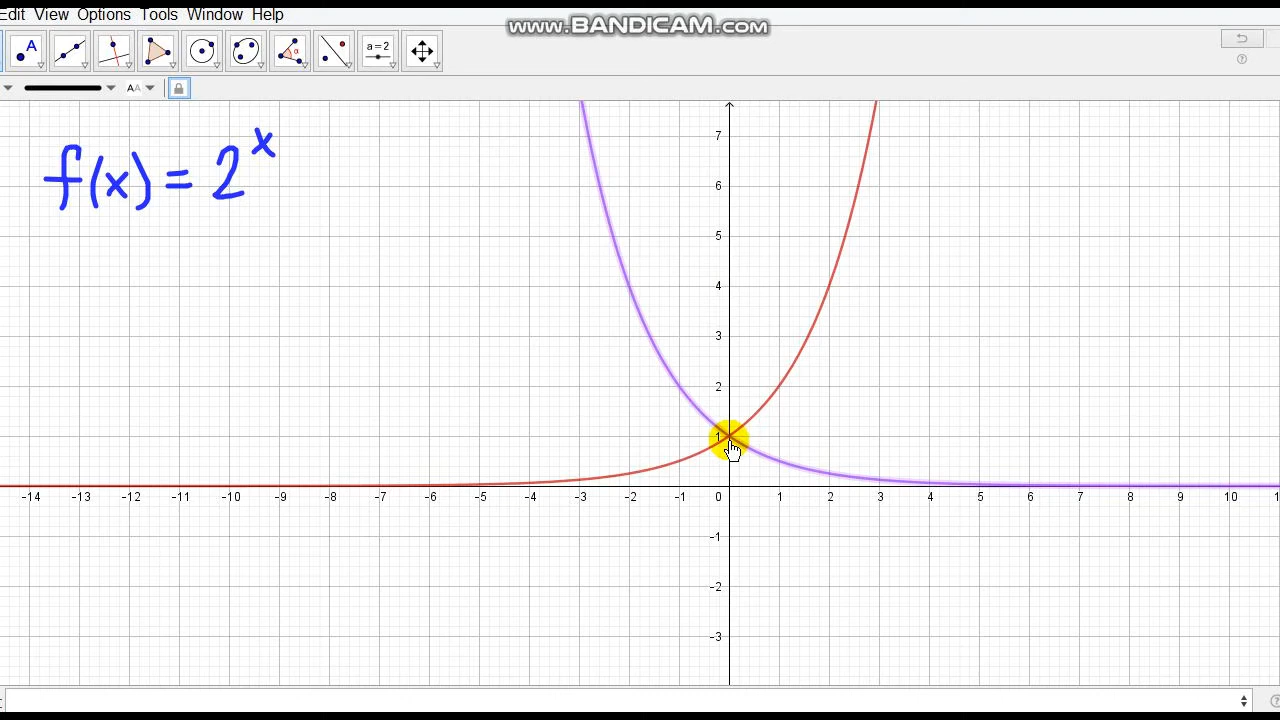 Edit View Options Tools Window Help
www.BANDICAM.com
A
α
a = 2
AA
f(x) = 2^x
7
6
5
4
3
2
1
-14 -13 -12 -11 -10 -9 -8 -7 -6 -5 -4 -3 -2 -1 0 1 2 3 4 5 6 7 8 9 10
-1
-2
-3